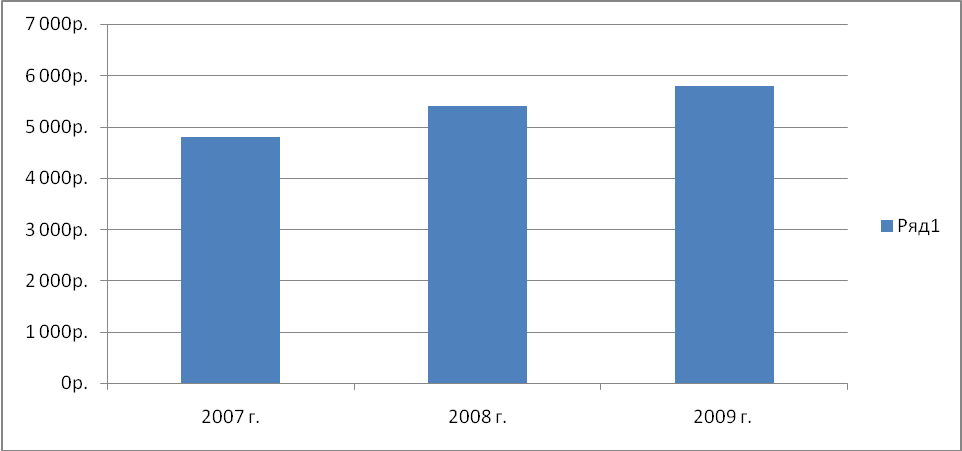 7 000р.
6 000р.
5 000р.
4 000р.
3 000р.
2 000р.
1 000р.
0р.
2007 г.
2008 г.
2009 г.
Ряд1